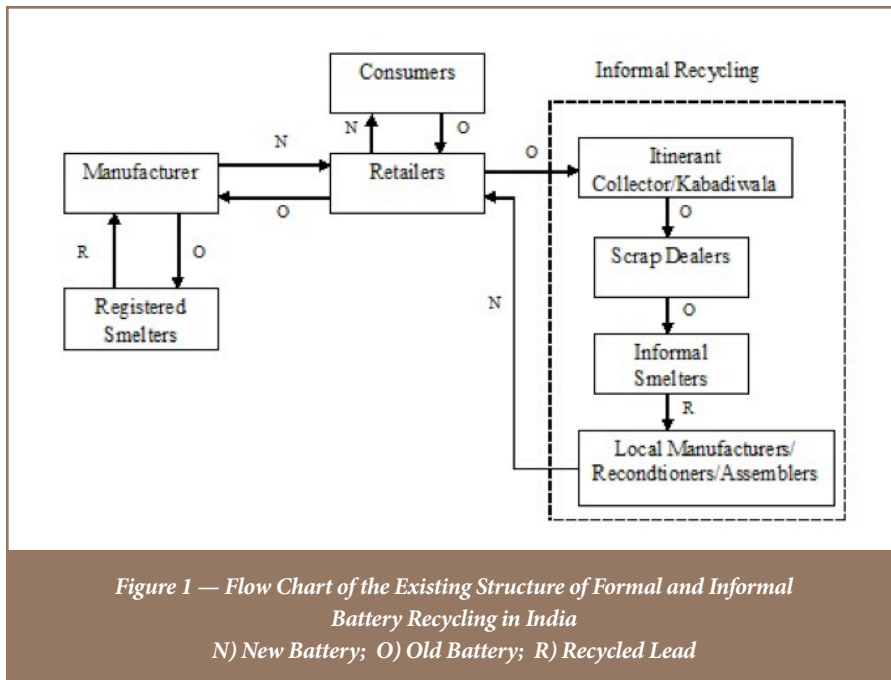 Consumers
Informal Recycling
N
O
N
O
Manufacturer
Retailers
O
Itinerant
Collector/Kabadiwala
O
R
O
Scrap Dealers
Registered
Smelters
N
O
Informal
Smelters
R
Local Manufacturers/
Recondtioners/Assemblers
Figure 1 — Flow Chart of the Existing Structure of Formal and Informal
Battery Recycling in India
N) New Battery; O) Old Battery; R) Recycled Lead